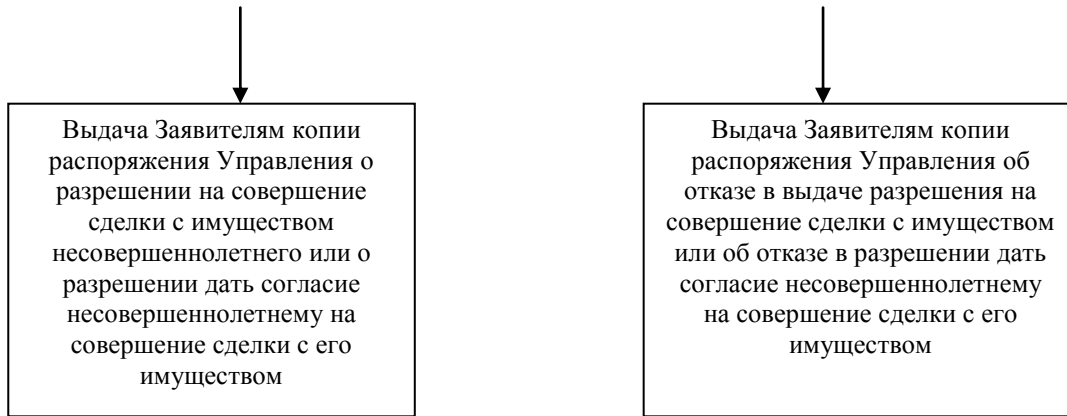 Выдача Заявителям копии
распоряжения Управления о
разрешении на совершение
сделки с имуществом
несовершеннолетнего или о
разрешении дать согласие
несовершеннолетнему на
совершение сделки с его
имуществом
Выдача Заявителям копии
распоряжения Управления об
отказе в выдаче разрешения на
совершение сделки с имуществом
или об отказе в разрешении дать
согласие несовершеннолетнему
на совершение сделки с его
имуществом